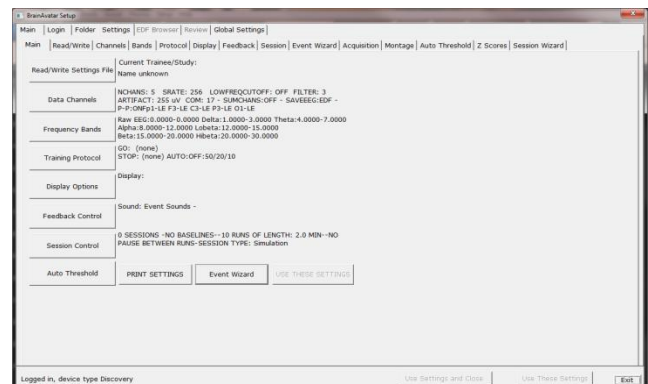 BrainAvatar Setup
Main Login Folder Settings EDF Browser Review Global Settings
Main Read/Write Channels Bands Protocol Display Feedback Session Event Wizard Acquisition Montage Auto Threshold Z Scores Session Wizard
Read/Write Settings File
Current Trainee/Study:
Name unknown
Data Channels
NCHANS: 5 SRATE: 256 LOWFREQCUTOFF: OFF FILTER: 3
ARTIFACT: 255 uV COM: 17 - SUMCHANS:OFF - SAVEEEG:EDF -
P-P:ONFp1-LE F3-LE C3-LE P3-LE O1-LE
Frequency Bands
Raw EEG:0.0000-0.0000 Delta:1.0000-3.0000 Theta:4.0000-7.0000
Alpha:8.0000-12.0000 Lobeta:12.0000-15.0000
Beta:15.0000-20.0000 Hibeta:20.0000-30.0000
Training Protocol
GO: (none)
STOP: (none) AUTO:OFF:50/20/10
Display Options
Display:
Feedback Control
Sound: Event Sounds -
Session Control
0 SESSIONS -NO BASELINES--10 RUNS OF LENGTH: 2.0 MIN--NO
PAUSE BETWEEN RUNS-SESSION TYPE: Simulation
Auto Threshold
PRINT SETTINGS Event Wizard USE THESE SETTINGS
Logged in, device type Discovery
Use Settings and Close Use These Settings Exit